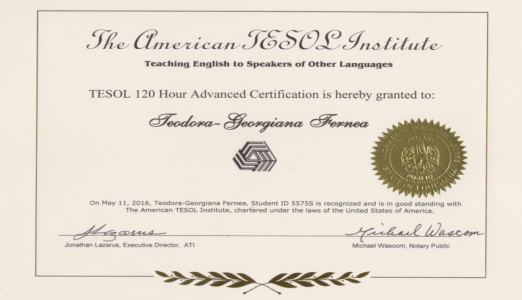 The American TESOL Institute
Teaching English to Speakers of Other Languages
TESOL 120 Hour Advanced Certification is hereby granted to:
Teodora-Georgiana Fernea
On May 11, 2016, Teodora-Georgiana Fernea, Student ID 5575S is recognized and is in good standing with
The American TESOL Institute, chartered under the laws of the United States of America.
Michael Wascom
Jonathan Lazarus, Executive Director, ATI
Michael Wascom, Notary Public